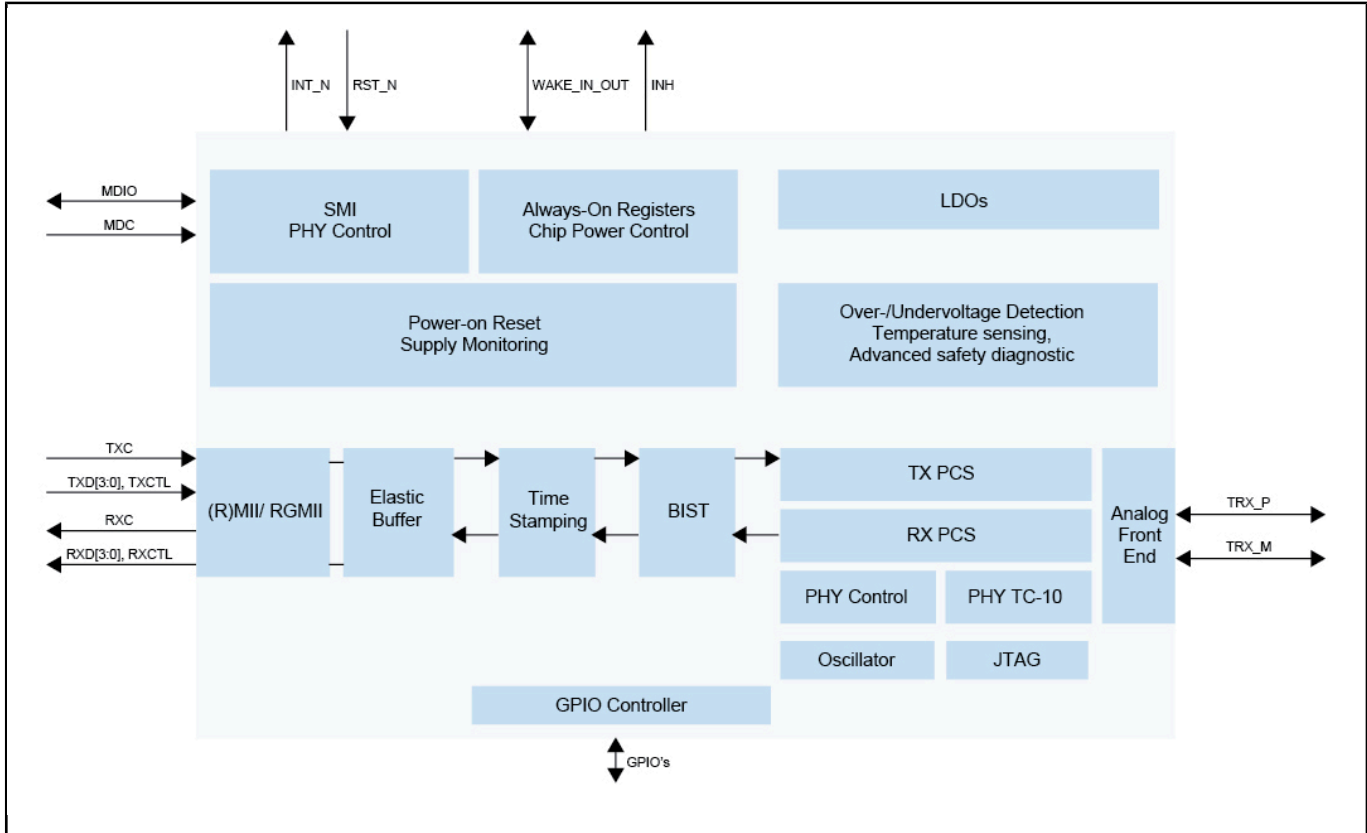 INT_N
RST_N
WAKE_IN_OUT
INH
MDIO
MDC
SMI
PHY Control
Always-On Registers
Chip Power Control
LDOs
Power-on Reset
Supply Monitoring
Over-/Undervoltage Detection
Temperature sensing,
Advanced safety diagnostic
TXC
TXD[3:0], TXCTL
RXC
RXD[3:0], RXCTL
(R)MII/ RGMII
Elastic
Buffer
Time
Stamping
BIST
TX PCS
RX PCS
PHY Control
PHY TC-10
Oscillator
JTAG
Analog
Front
End
TRX_P
TRX_M
GPIO Controller
GPIO's